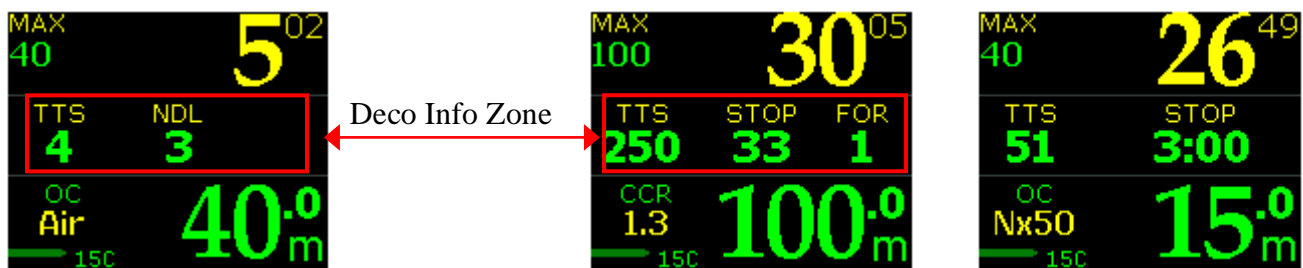 MAX
40
5 02
TTS NDL
4 3
OC
Air
15C
40.0 m
Deco Info Zone
MAX
100
30 05
TTS STOP FOR
250 33 1
CCR
1.3
15C
100.0 m
MAX
40
26 49
TTS STOP
51 3:00
OC
Nx50
15C
15.0 m